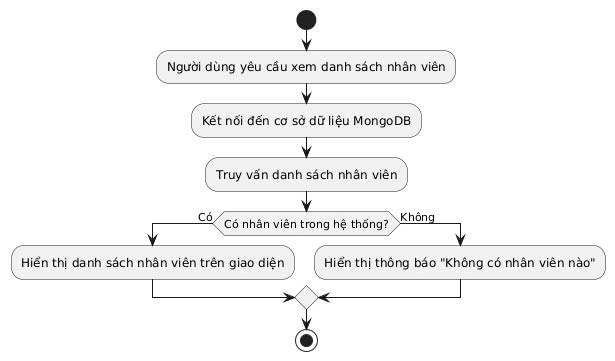 Người dùng yêu cầu xem danh sách nhân viên
Kết nối đến cơ sở dữ liệu MongoDB
Truy vấn danh sách nhân viên
Có nhân viên trong hệ thống?
Có
Không
Hiển thị danh sách nhân viên trên giao diện
Hiển thị thông báo "Không có nhân viên nào"